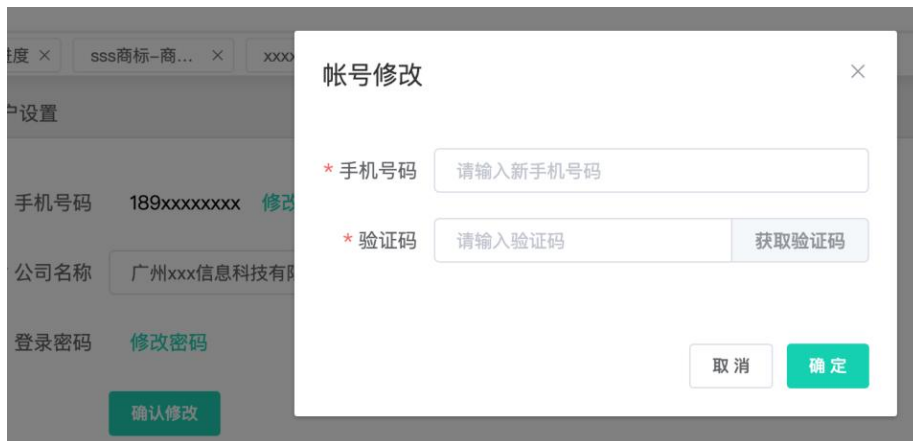 进度 × sss商标-商... × xxxx
户设置
手机号码 189xxxxxxxx 修改
公司名称 广州xxx信息科技有限
登录密码 修改密码
确认修改
帐号修改 ×
* 手机号码 请输入新手机号码
* 验证码 请输入验证码 获取验证码
取消 确定